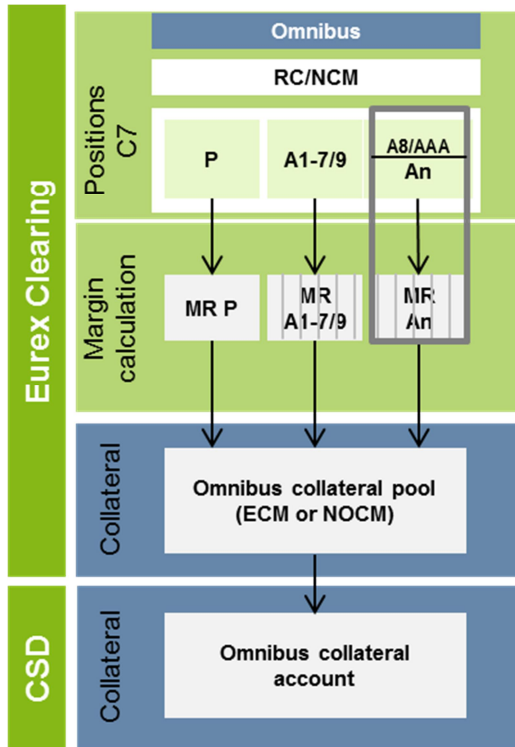 Omnibus
RC/NCM
Eurex Clearing
Positions
C7
P
A1-7/9
A8/AAA
An
Margin
calculation
MR P
MR
A1-7/9
MR
An
Collateral
Omnibus collateral pool
(ECM or NOCM)
CSD
Collateral
Omnibus collateral
account